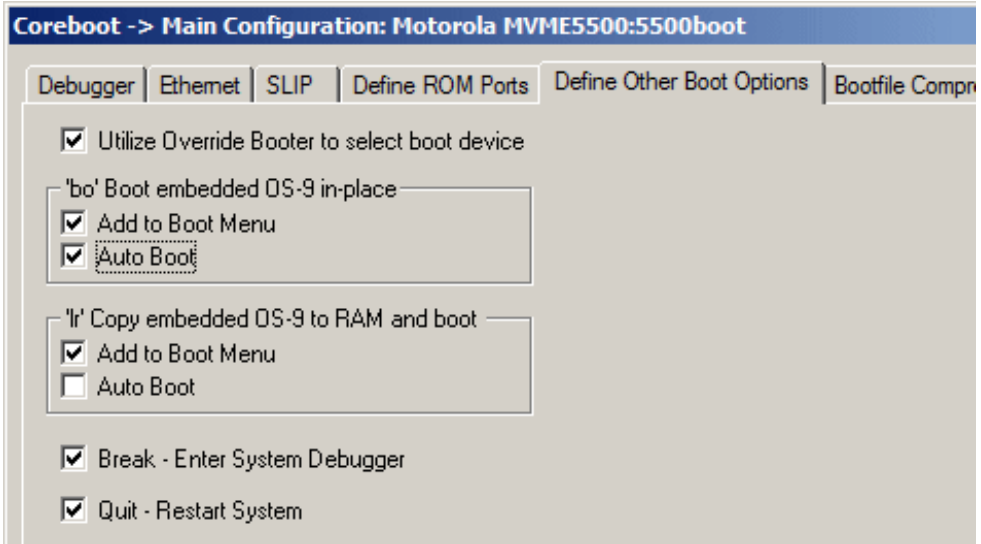 Coreboot -> Main Configuration: Motorola MVME5500:5500boot
Debugger Ethernet SLIP Define ROM Ports Define Other Boot Options Bootfile Compre
Utilize Override Booter to select boot device
'bo' Boot embedded OS-9 in-place
Add to Boot Menu
Auto Boot
'lr' Copy embedded OS-9 to RAM and boot
Add to Boot Menu
Auto Boot
Break - Enter System Debugger
Quit - Restart System